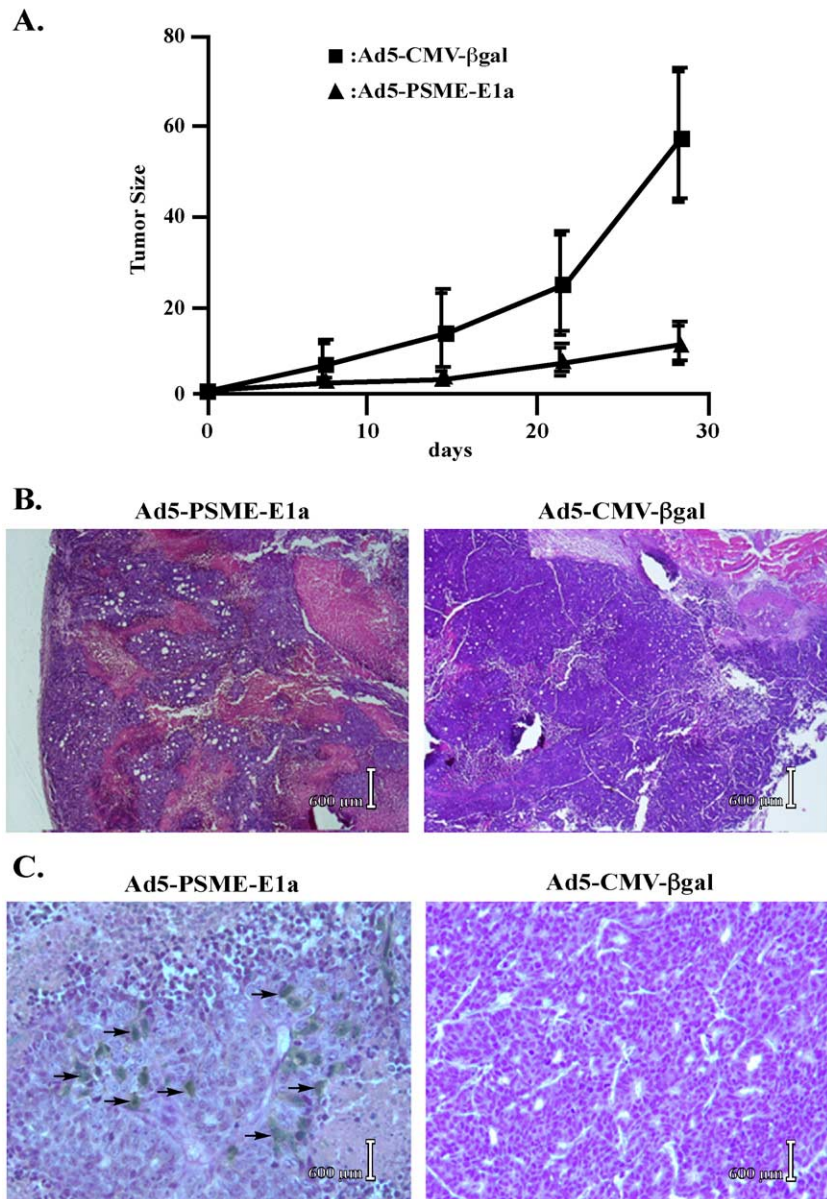 A.
80
60
40
20
0
Tumor Size
■ :Ad5-CMV-βgal
▲ :Ad5-PSME-E1a
0 10 20 30
days
B.
Ad5-PSME-E1a Ad5-CMV-βgal
600 μm 600 μm
C.
Ad5-PSME-E1a Ad5-CMV-βgal
600 μm 600 μm